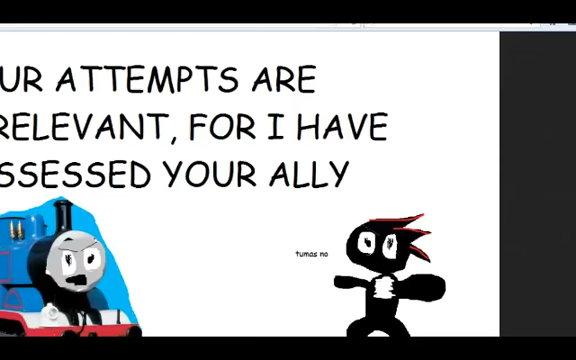 UR ATTEMPTS ARE
RELEVANT, FOR I HAVE
SSESSED YOUR ALLY
tumas no